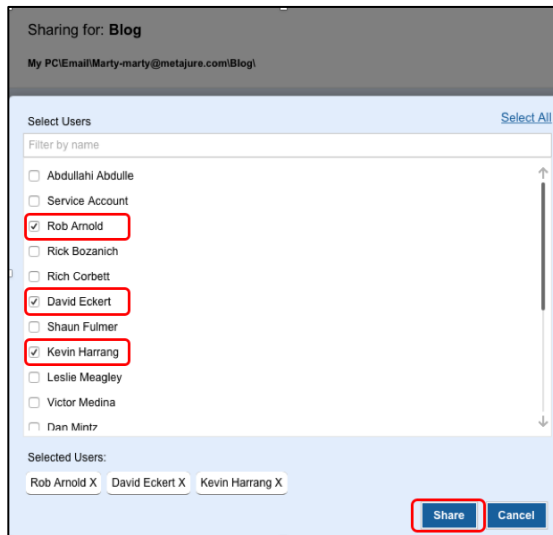 Sharing for: Blog
My PC\Email\Marty-marty@metajure.com\Blog\
Select Users
Select All
Filter by name
Abdullahi Abdulle
Service Account
Rob Arnold
Rick Bozanich
Rich Corbett
David Eckert
Shaun Fulmer
Kevin Harrang
Leslie Meagley
Victor Medina
Dan Mintz
Selected Users:
Rob Arnold X David Eckert X Kevin Harrang X
Share Cancel